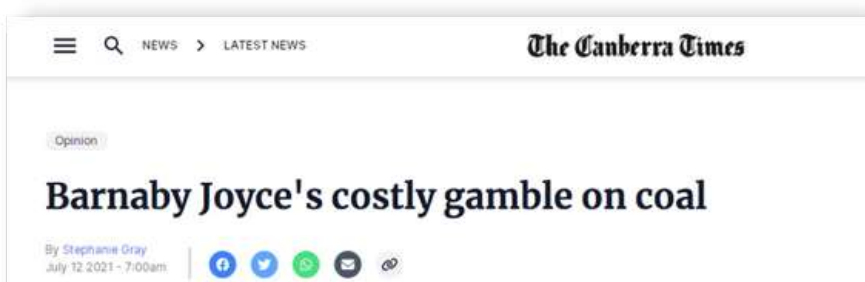 NEWS > LATEST NEWS
The Canberra Times
Opinion
Barnaby Joyce's costly gamble on coal
By Stephanie Gray
July 12 2021 - 7:00am